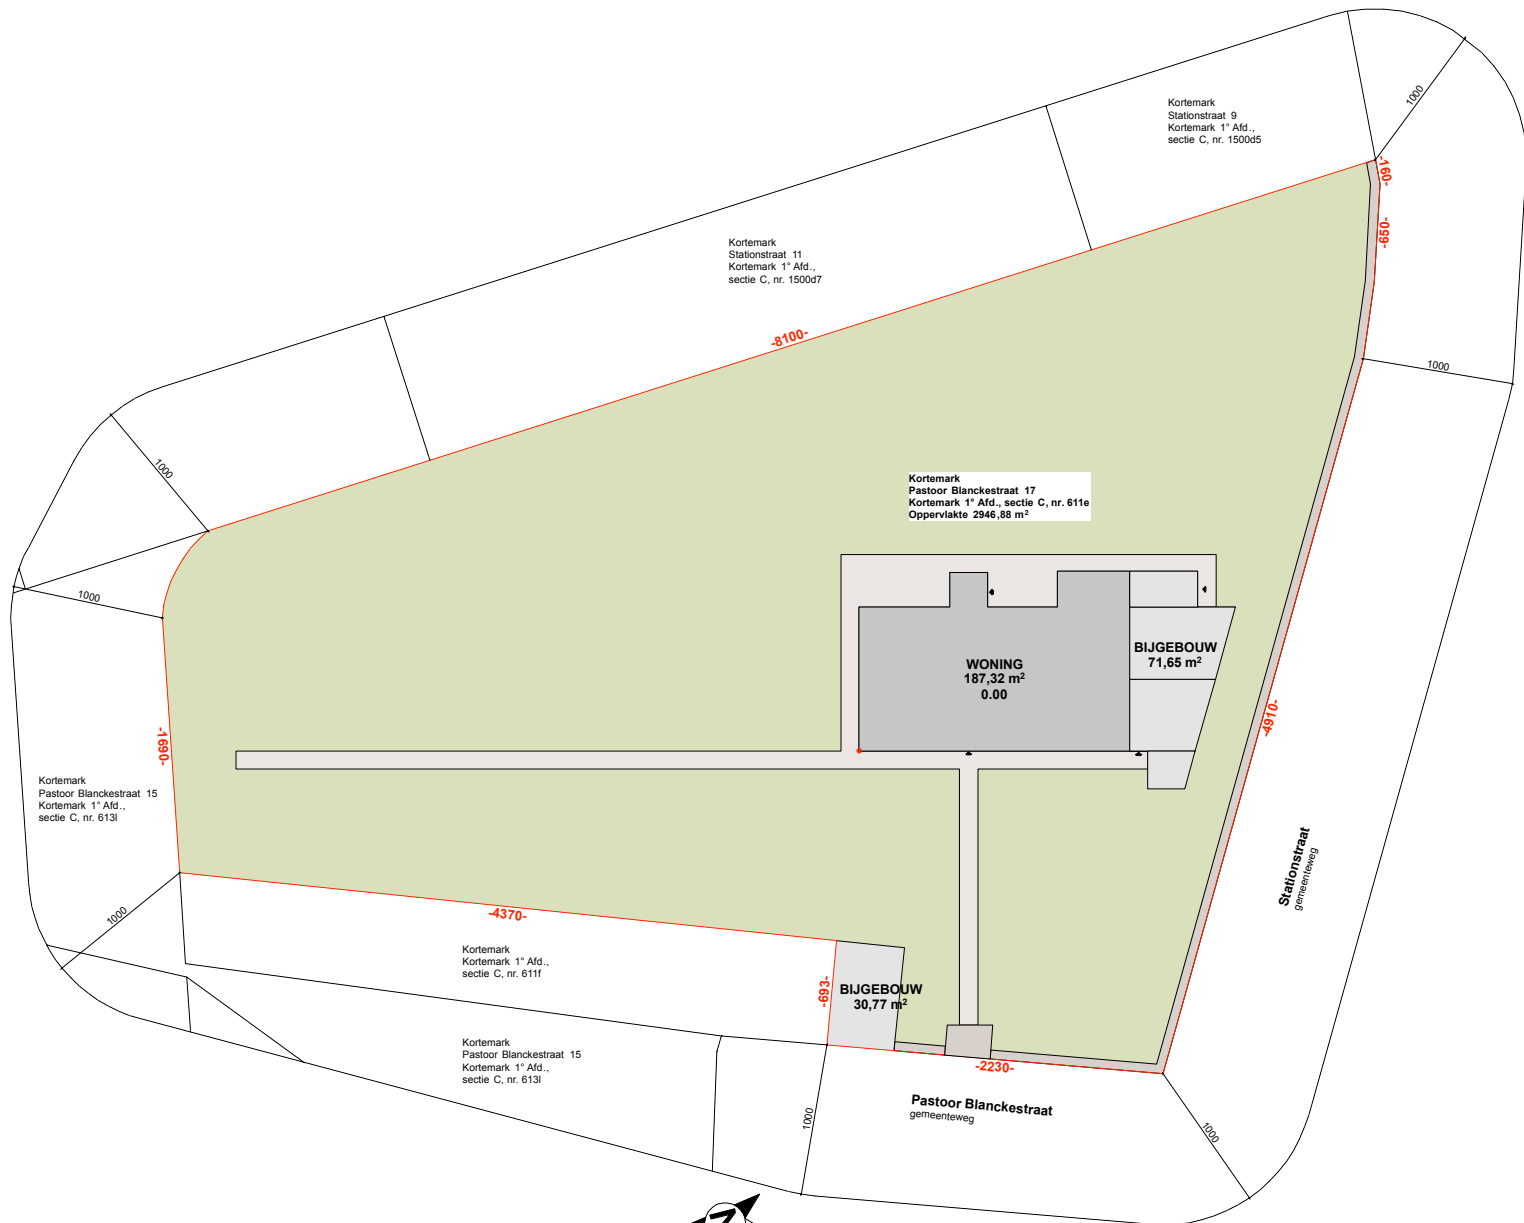 Kortemark
Stationstraat 9
Kortemark 1° Afd.,
sectie C, nr. 1500d5
1000
-160-
-650-
Kortemark
Stationstraat 11
Kortemark 1° Afd.,
sectie C, nr. 1500d7
-8100-
1000
1000
Kortemark
Pastoor Blanckestraat 17
Kortemark 1° Afd., sectie C, nr. 611e
Oppervlakte 2946,88 m²
1000
WONING
187,32 m²
0.00
BIJGEBOUW
71,65 m²
-1690-
-4910-
Kortemark
Pastoor Blanckestraat 15
Kortemark 1° Afd.,
sectie C, nr. 613l
Stationstraat
gemeenteweg
1000
-4370-
Kortemark
Kortemark 1° Afd.,
sectie C, nr. 611f
-693-
BIJGEBOUW
30,77 m²
Kortemark
Pastoor Blanckestraat 15
Kortemark 1° Afd.,
sectie C, nr. 613l
-2230-
Pastoor Blanckestraat
gemeenteweg
1000
1000
N